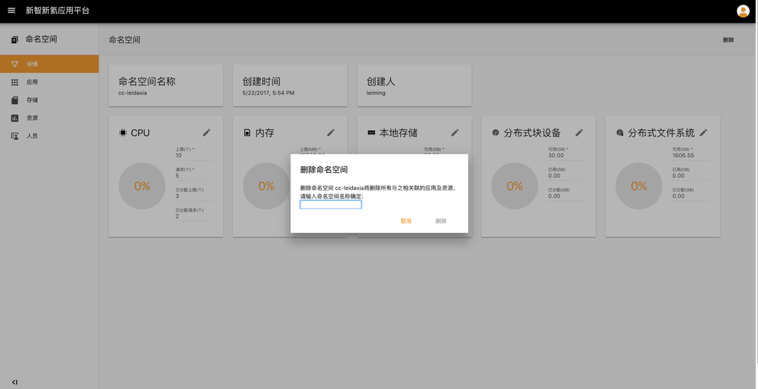 新智新氦应用平台
命名空间
命名空间
删除
详情
应用
存储
资源
人员
命名空间名称
cc-leidaxia
创建时间
5/22/2017, 5:54 PM
创建人
leiming
CPU
上限(个) *
10
请求(个) *
5
已分配上限(个)
3
已分配请求(个)
2
0%
内存
上限(MB) *
0%
本地存储
可用(GB) *
分布式块设备
可用(GB) *
30.00
已用(GB)
0.00
已分配(GB)
0.00
0%
分布式文件系统
可用(GB) *
1606.55
已用(GB)
0.00
已分配(GB)
0.00
0%
删除命名空间
删除命名空间 cc-leidaxia将删除所有与之相关联的应用及资源，
请输入命名空间名称确定:
取消
删除